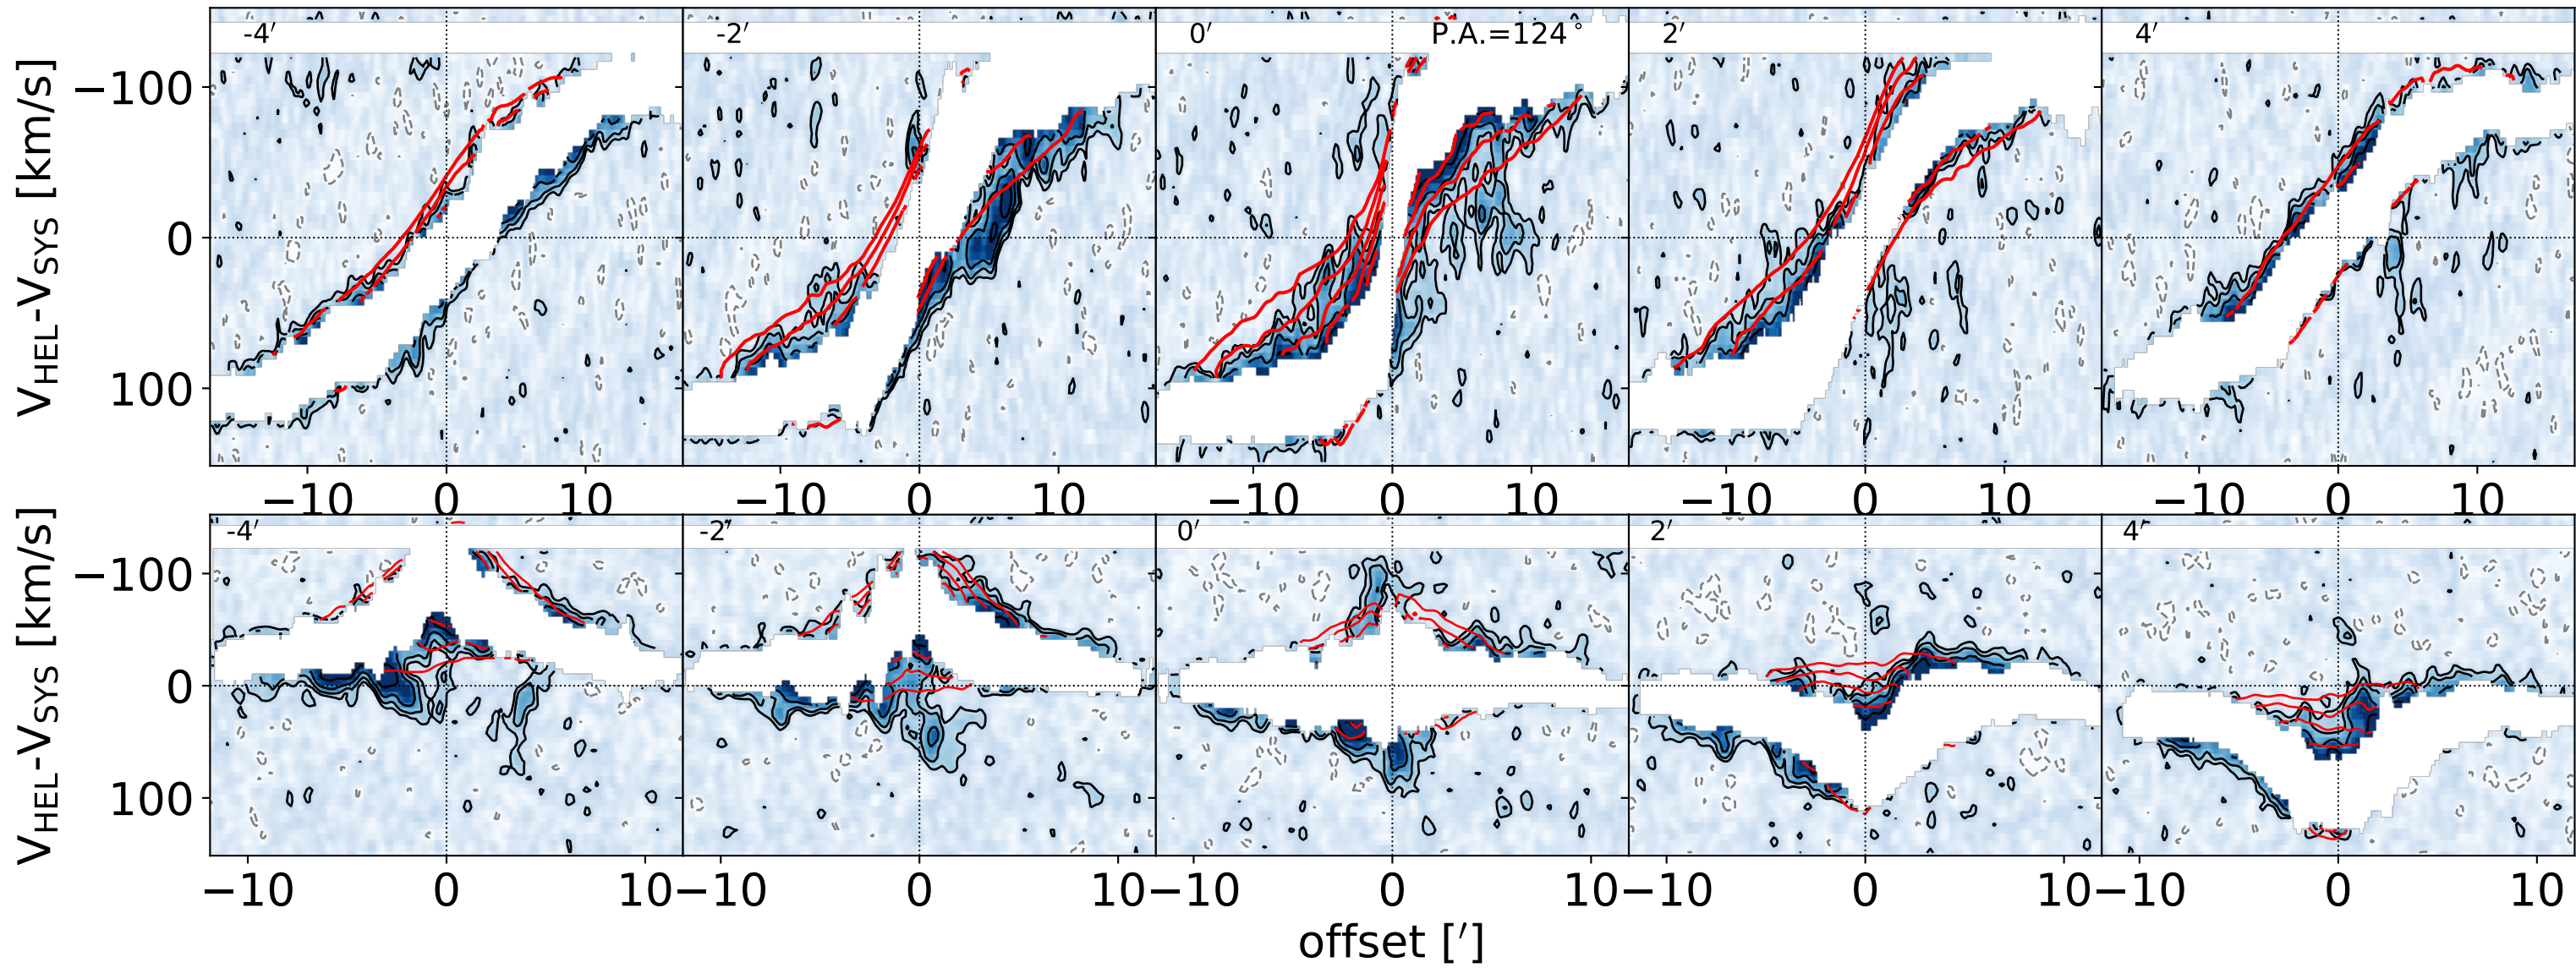 -4′ -2′ 0′ P.A.=124° 2′ 4′
V_HEL-V_SYS [km/s]
−100
0
100
−10 0 10 −10 0 10 −10 0 10 −10 0 10 −10 0 10
-4′ -2′ 0′ 2′ 4′
V_HEL-V_SYS [km/s]
−100
0
100
−10 0 10 −10 0 10 −10 0 10 −10 0 10 −10 0 10
offset [′]